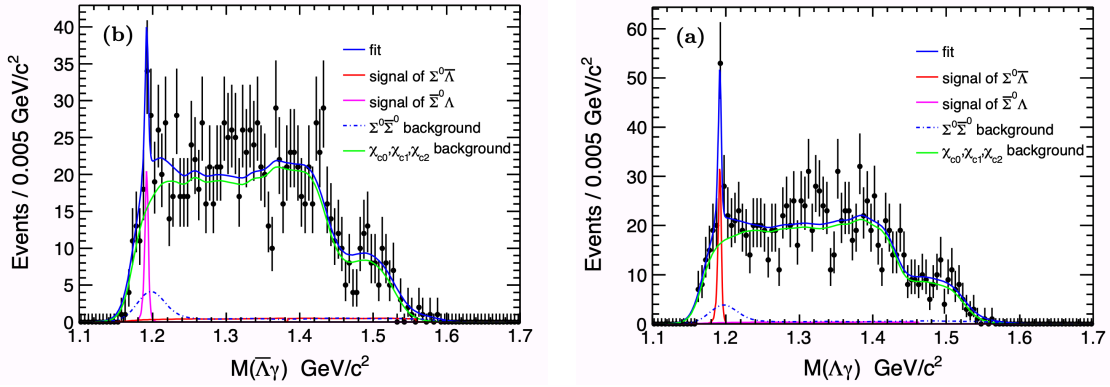 (b)
Events / 0.005 GeV/c²
40
35
30
25
20
15
10
5
0
1.1 1.2 1.3 1.4 1.5 1.6 1.7
M(Λ̅γ) GeV/c²
fit
signal of Σ⁰Λ̅
signal of Σ̅⁰Λ
Σ⁰Σ̅⁰ background
χc0,χc1,χc2 background
(a)
Events / 0.005 GeV/c²
60
50
40
30
20
10
0
1.1 1.2 1.3 1.4 1.5 1.6 1.7
M(Λγ) GeV/c²
fit
signal of Σ⁰Λ̅
signal of Σ̅⁰Λ
Σ⁰Σ̅⁰ background
χc0,χc1,χc2 background